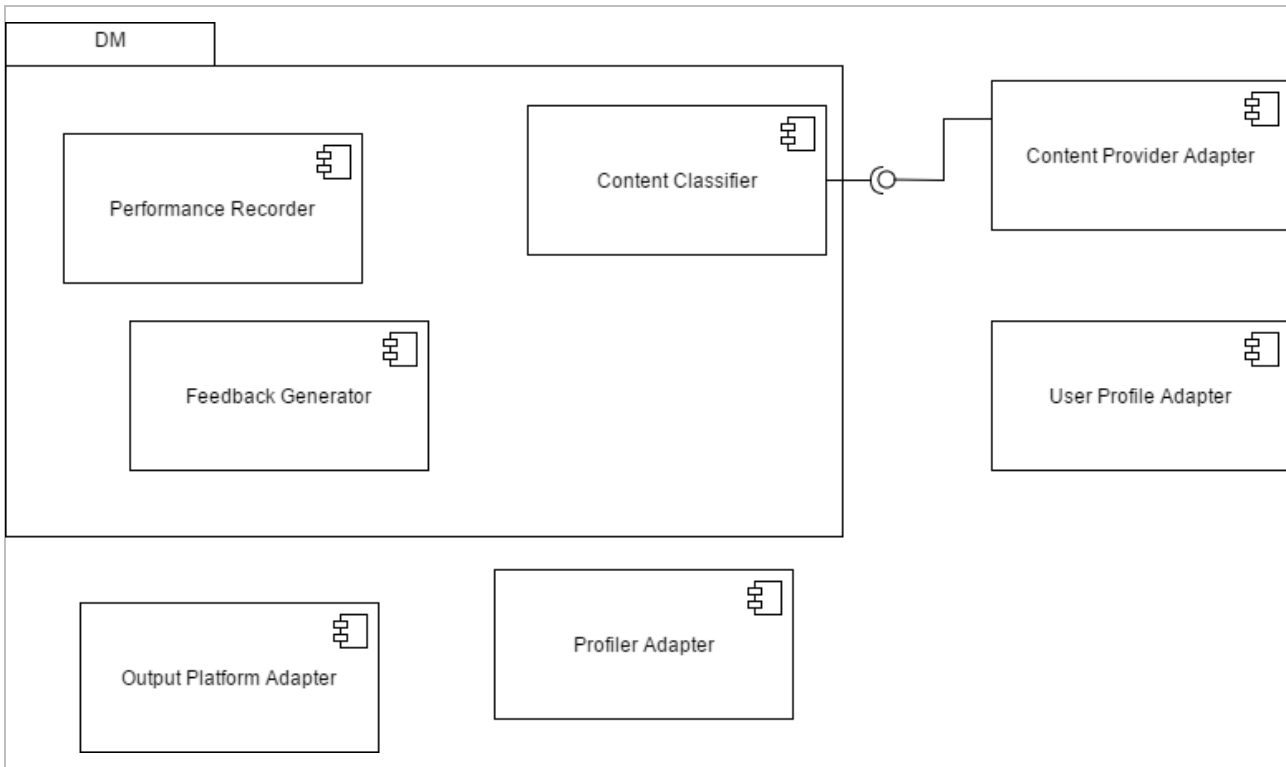 DM
Performance Recorder
Content Classifier
Content Provider Adapter
Feedback Generator
User Profile Adapter
Output Platform Adapter
Profiler Adapter